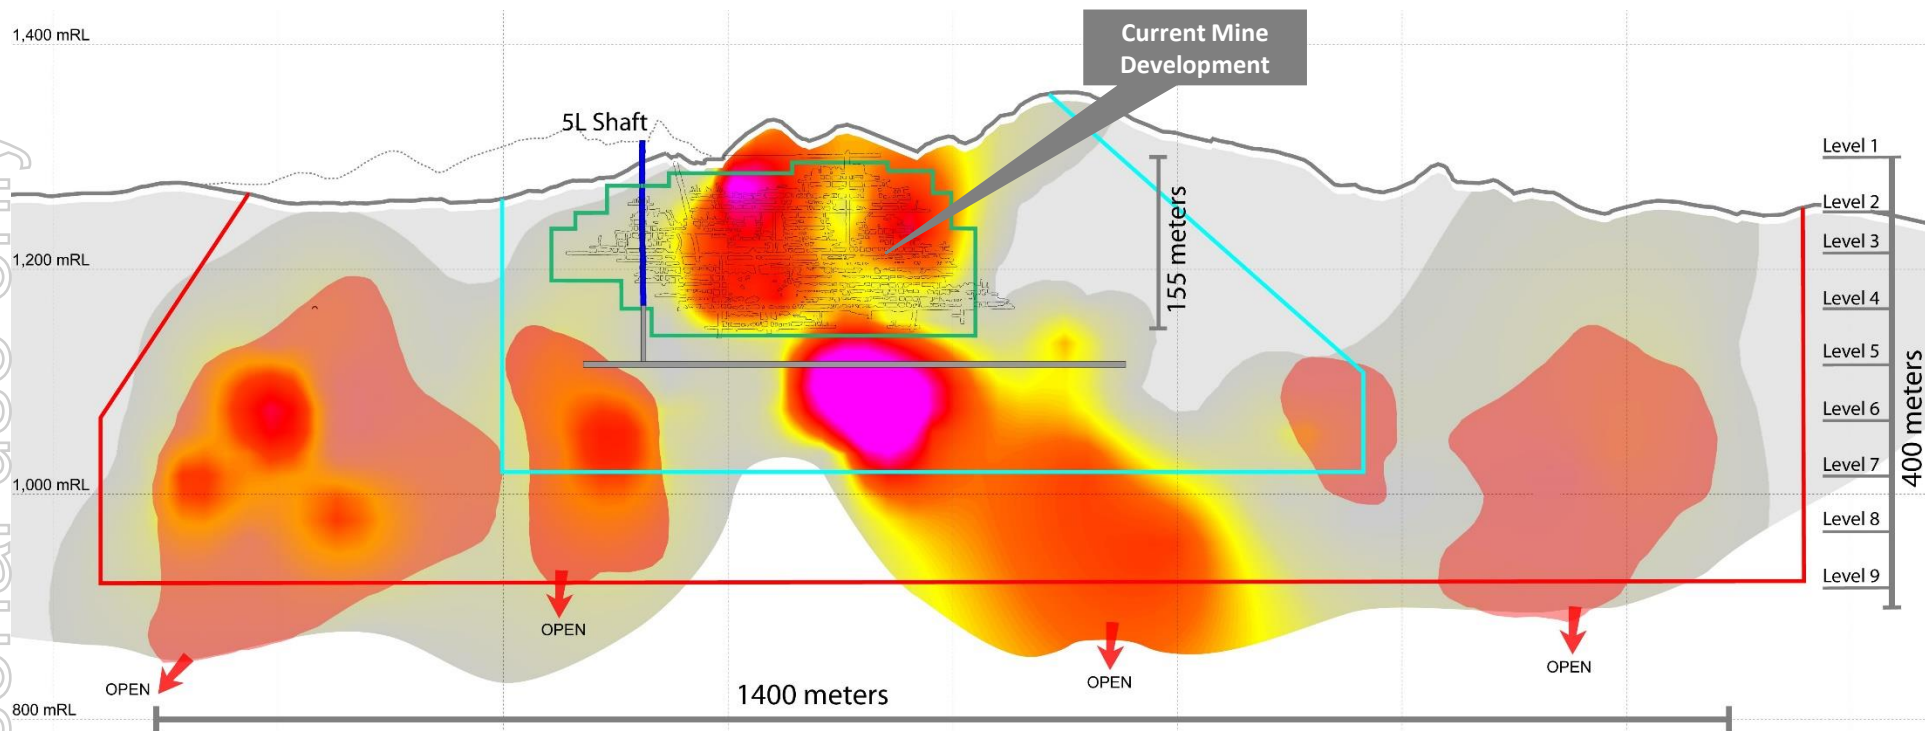 1,400 mRL
Current Mine
Development
5L Shaft
Level 1
Level 2
155 meters
Level 3
1,200 mRL
Level 4
Level 5
400 meters
Level 6
Level 7
1,000 mRL
Level 8
Level 9
OPEN
OPEN
OPEN
OPEN
1400 meters
800 mRL